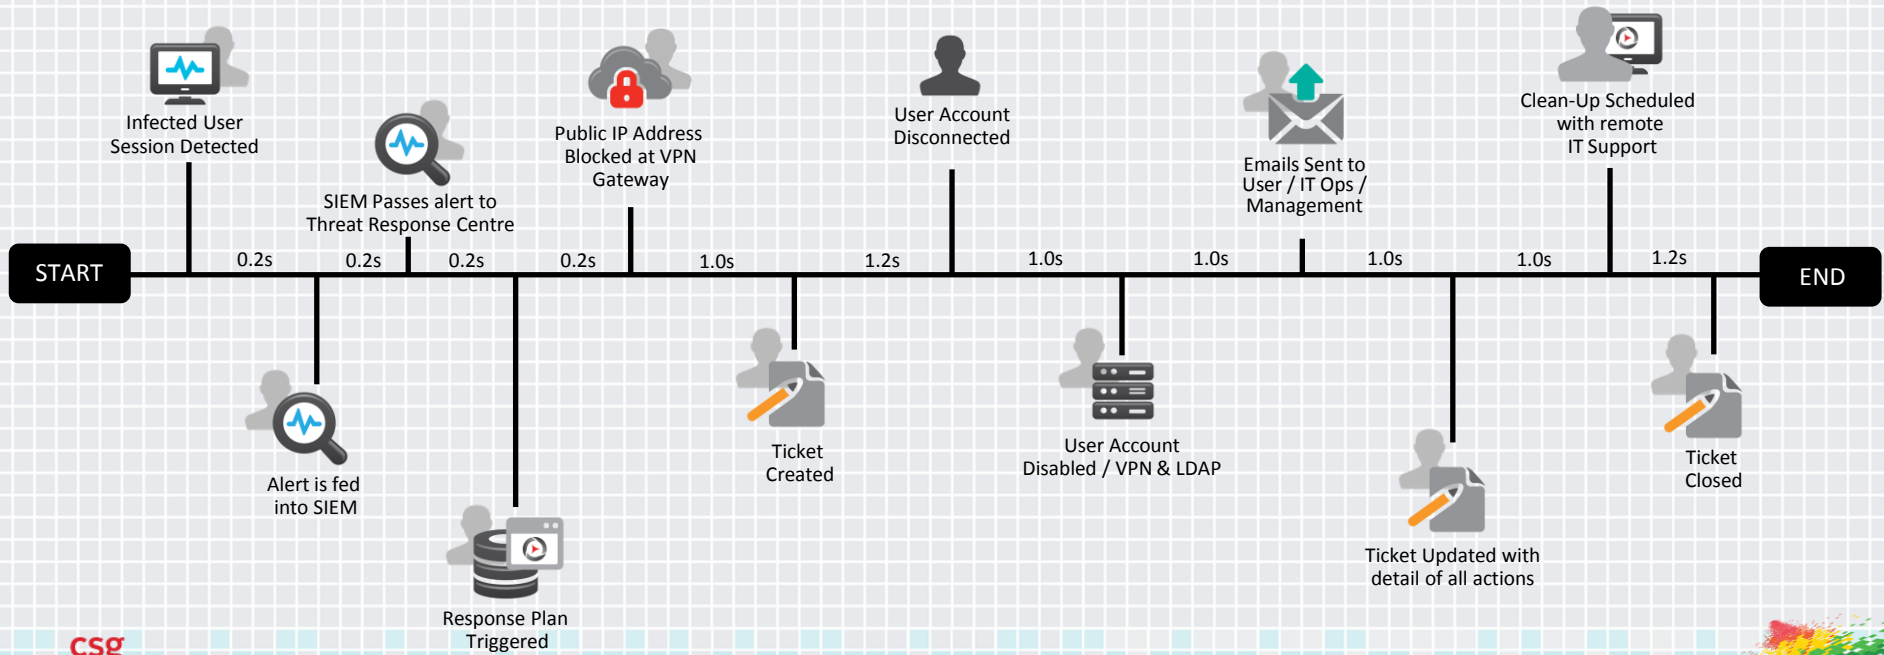 Infected User
Session Detected
SIEM Passes alert to
Threat Response Centre
Public IP Address
Blocked at VPN
Gateway
User Account
Disconnected
Emails Sent to
User / IT Ops /
Management
Clean-Up Scheduled
with remote
IT Support
START
0.2s
0.2s
0.2s
0.2s
1.0s
1.2s
1.0s
1.0s
1.0s
1.0s
1.2s
END
Alert is fed
into SIEM
Response Plan
Triggered
Ticket
Created
User Account
Disabled / VPN & LDAP
Ticket Updated with
detail of all actions
Ticket
Closed
csg